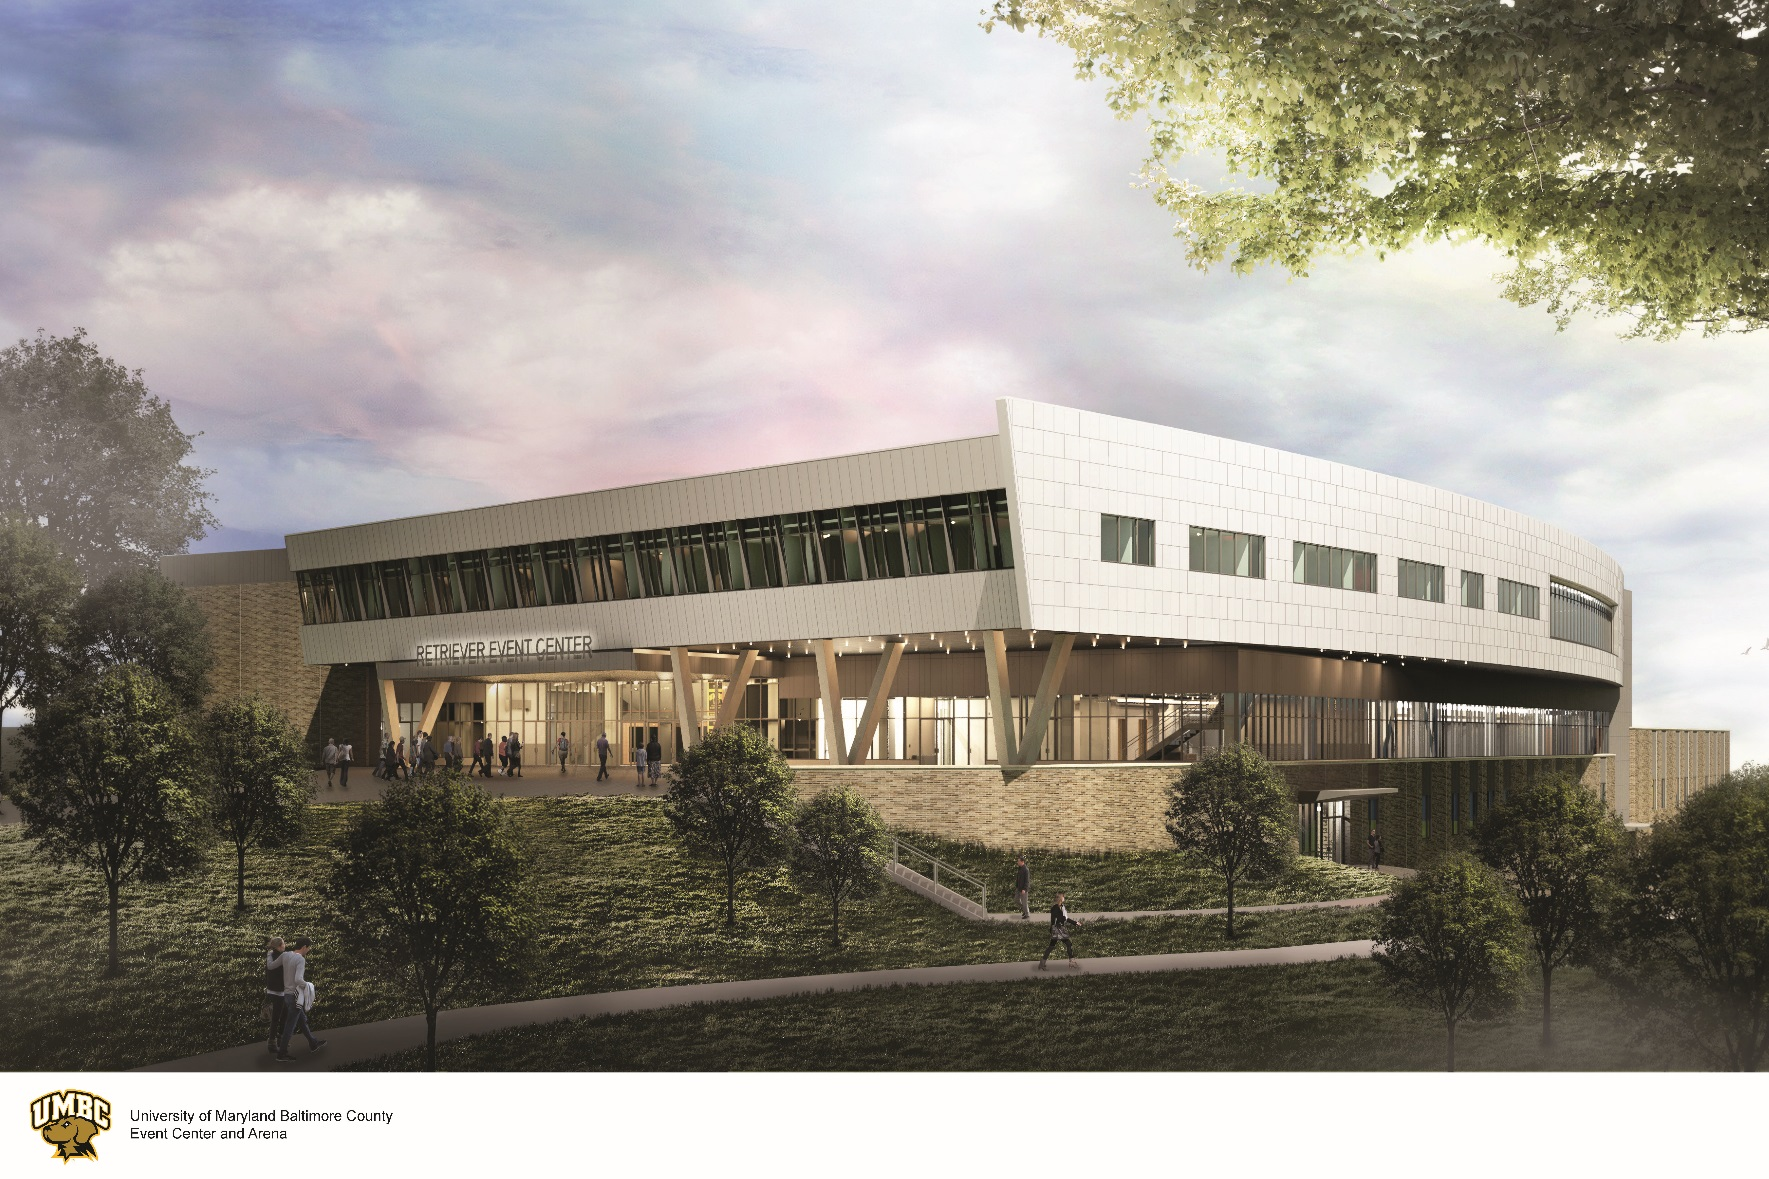 RETRIEVER EVENT CENTER
UMBC
University of Maryland Baltimore County
Event Center and Arena